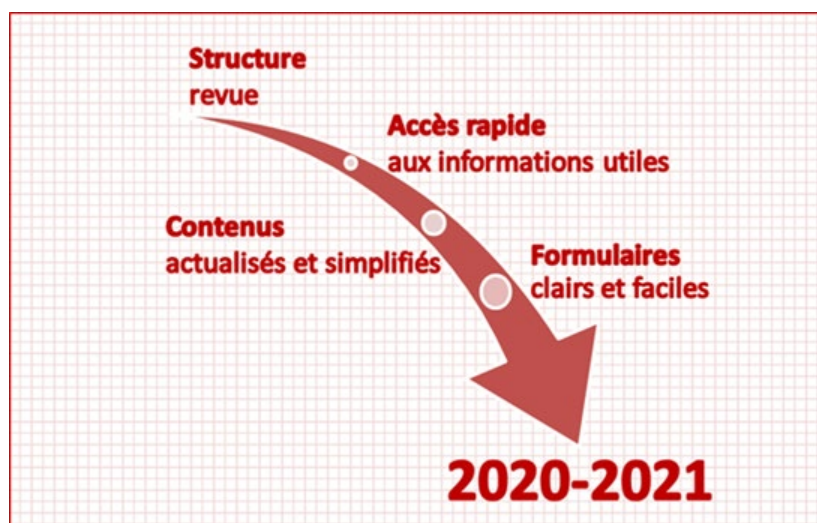 Structure
revue
Accès rapide
aux informations utiles
Contenus
actualisés et simplifiés
Formulaires
clairs et faciles
2020-2021